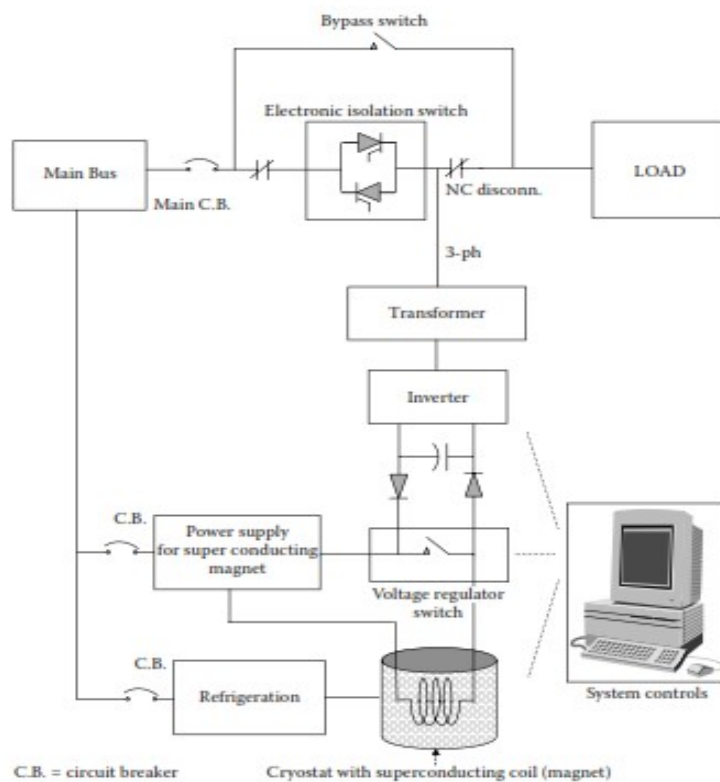 Bypass switch
Electronic isolation switch
Main Bus
Main C.B.
NC disconn.
LOAD
3-ph
Transformer
Inverter
C.B.
Power supply
for super conducting
magnet
Voltage regulator
switch
C.B.
Refrigeration
System controls
C.B. = circuit breaker
Cryostat with superconducting coil (magnet)